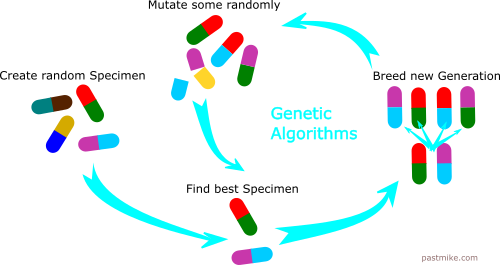 Mutate some randomly
Create random Specimen
Breed new Generation
Genetic
Algorithms
Find best Specimen
pastmike.com